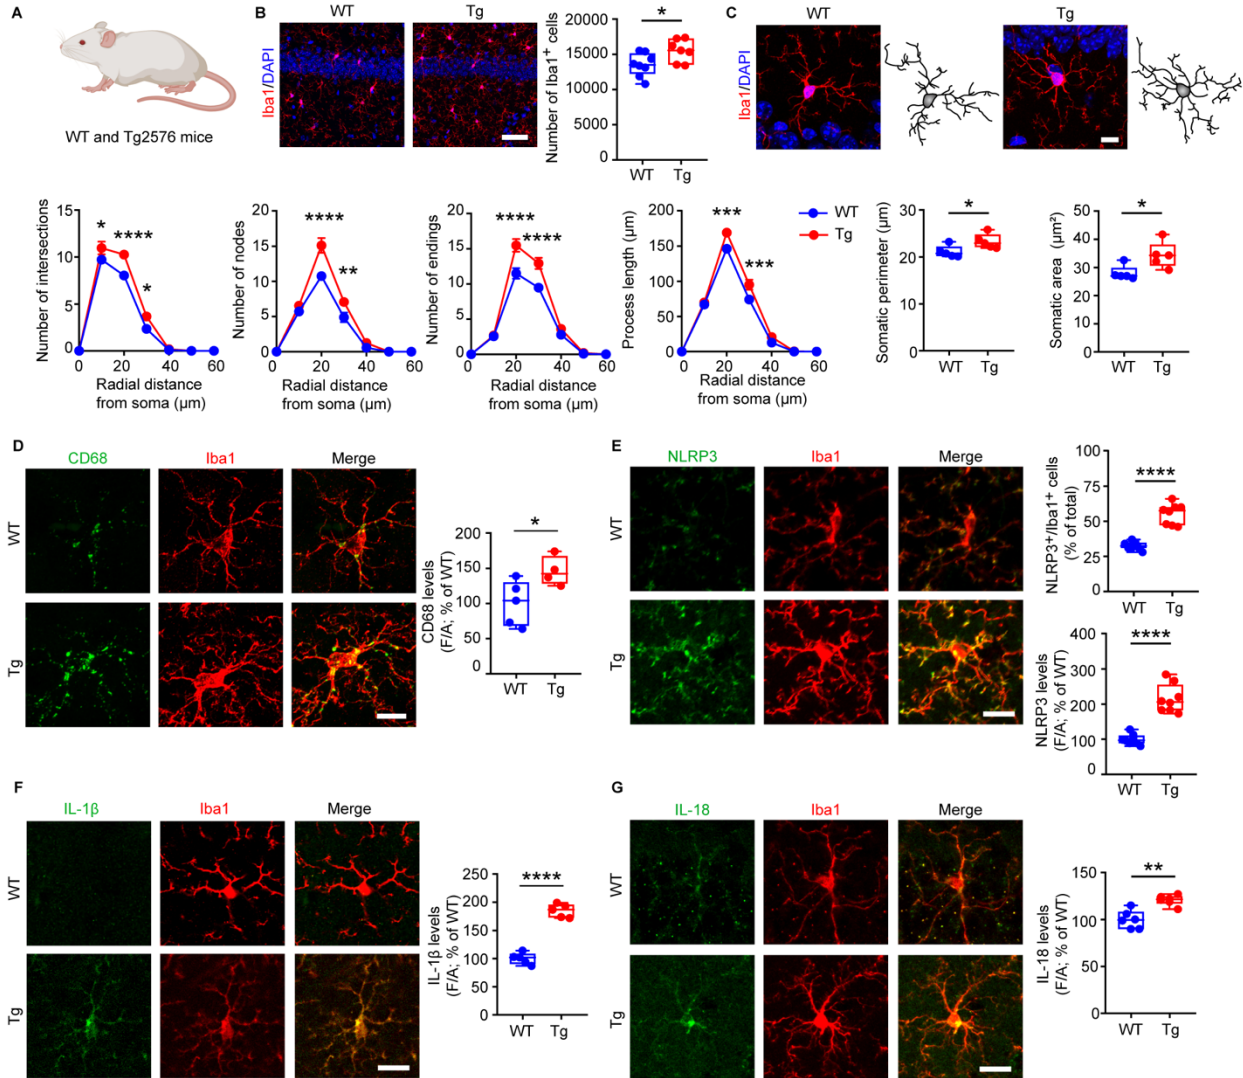 A
WT and Tg2576 mice
B
WT
Tg
Iba1/DAPI
Number of Iba1⁺ cells
20000
15000
10000
5000
0
*
WT
Tg
C
WT
Tg
Iba1/DAPI
Number of intersections
15
10
5
0
*
****
*
0
20
40
60
Radial distance
from soma (µm)
Number of nodes
20
15
10
5
0
****
**
0
20
40
60
Radial distance
from soma (µm)
Number of endings
20
15
10
5
0
****
****
0
20
40
60
Radial distance
from soma (µm)
Process length (µm)
200
150
100
50
0
***
***
0
20
40
60
Radial distance
from soma (µm)
WT
Tg
Somatic perimeter (µm)
30
20
10
0
*
WT
Tg
Somatic area (µm²)
50
40
30
20
10
0
*
WT
Tg
D
CD68
Iba1
Merge
WT
Tg
CD68 levels
(F/A; % of WT)
200
150
100
50
0
*
WT
Tg
E
NLRP3
Iba1
Merge
WT
Tg
NLRP3⁺/Iba1+ cells
(% of total)
100
75
50
25
0
****
WT
Tg
NLRP3 levels
(F/A; % of WT)
400
300
200
100
0
****
WT
Tg
F
IL-1β
Iba1
Merge
WT
Tg
IL-1β levels
(F/A; % of WT)
250
200
150
100
50
0
****
WT
Tg
G
IL-18
Iba1
Merge
WT
Tg
IL-18 levels
(F/A; % of WT)
150
100
50
0
**
WT
Tg